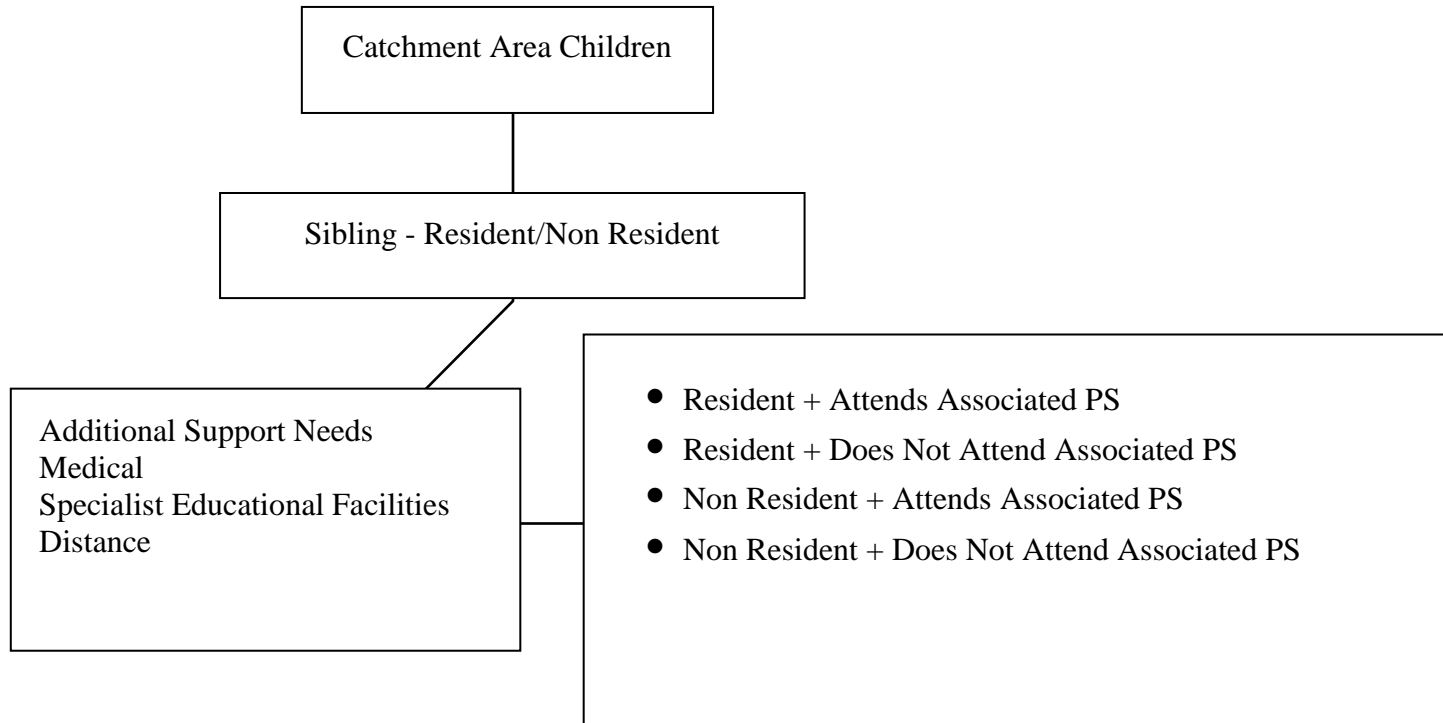 Catchment Area Children
Sibling - Resident/Non Resident
Additional Support Needs
Medical
Specialist Educational Facilities
Distance
• Resident + Attends Associated PS
• Resident + Does Not Attend Associated PS
• Non Resident + Attends Associated PS
• Non Resident + Does Not Attend Associated PS